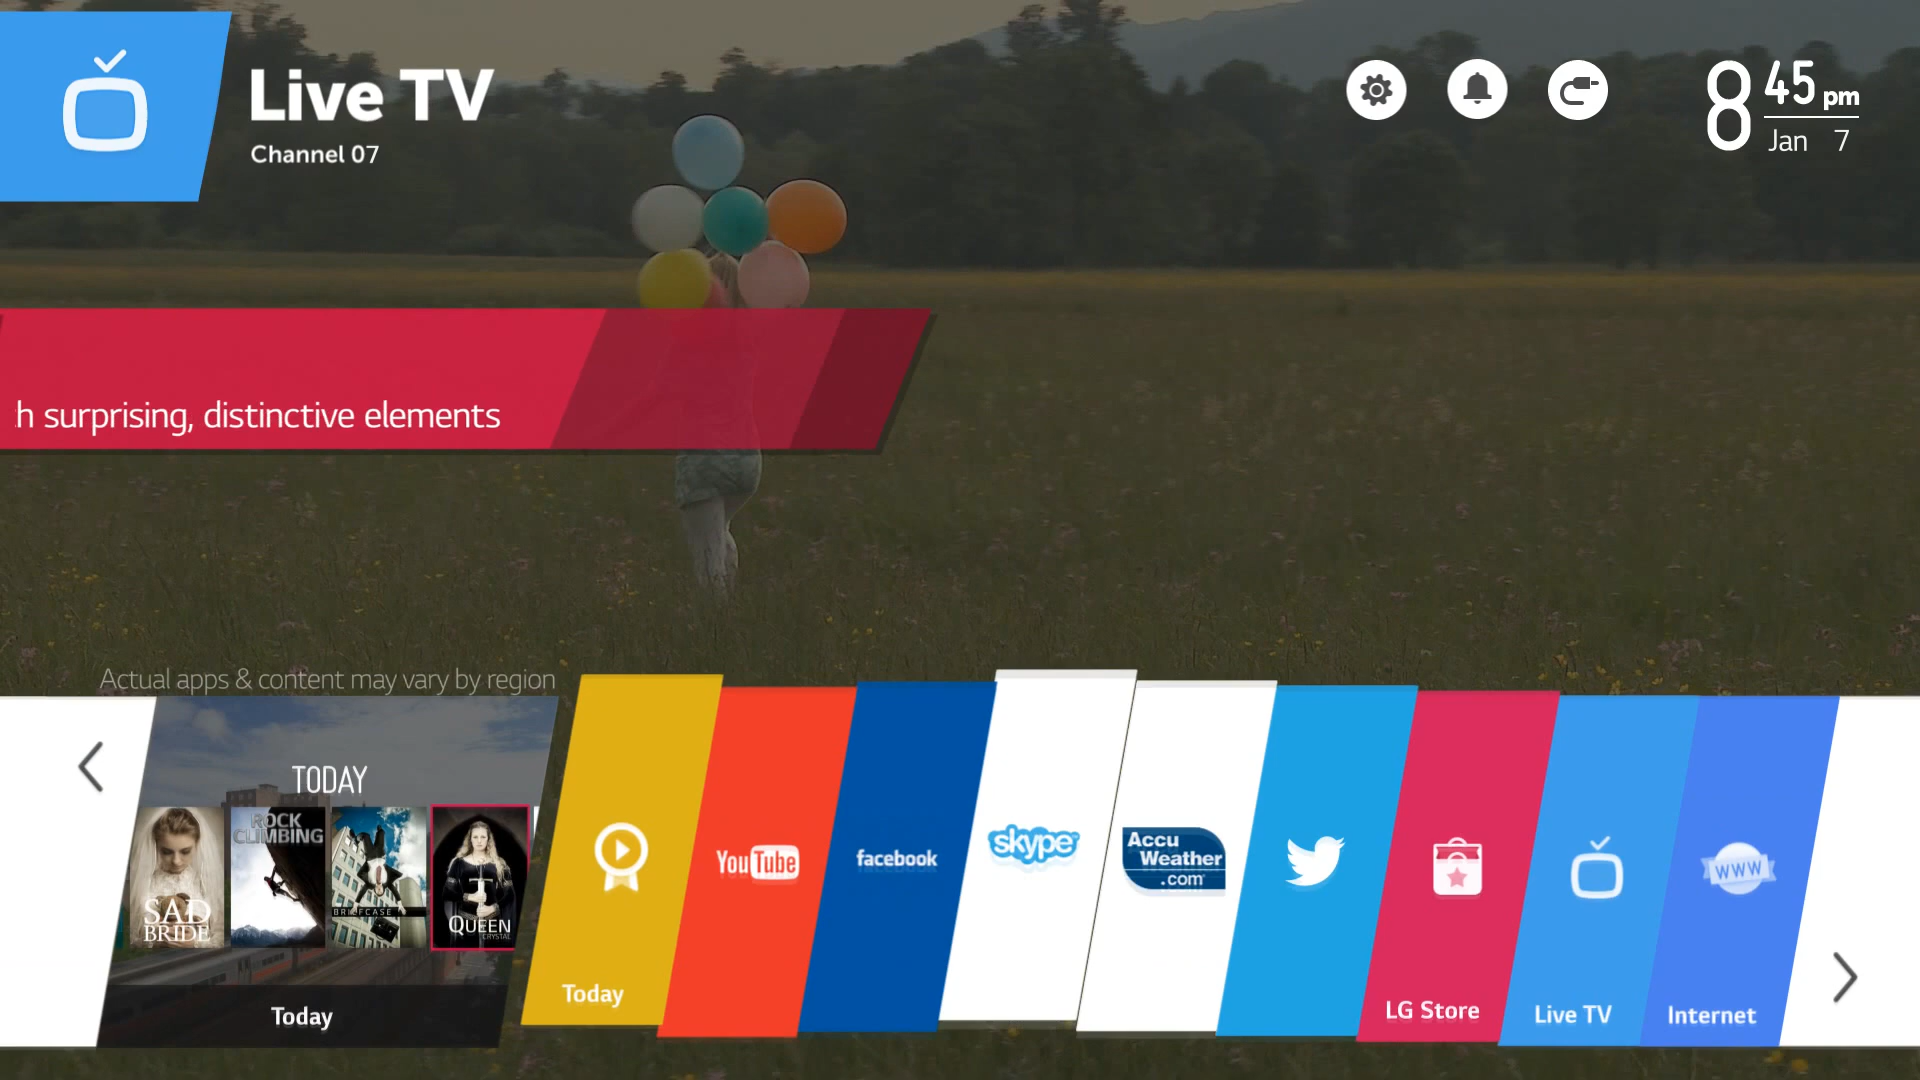 Live TV
Channel 07
8 45 pm
Jan 7
h surprising, distinctive elements
Actual apps & content may vary by region
TODAY
SAD
BRIDE
ROCK
CLIMBING
BRIEFCASE
QUEEN
CRYSTAL
Today
Today
YouTube
facebook
skype
Accu
Weather
.com
LG Store
Live TV
WWW
Internet